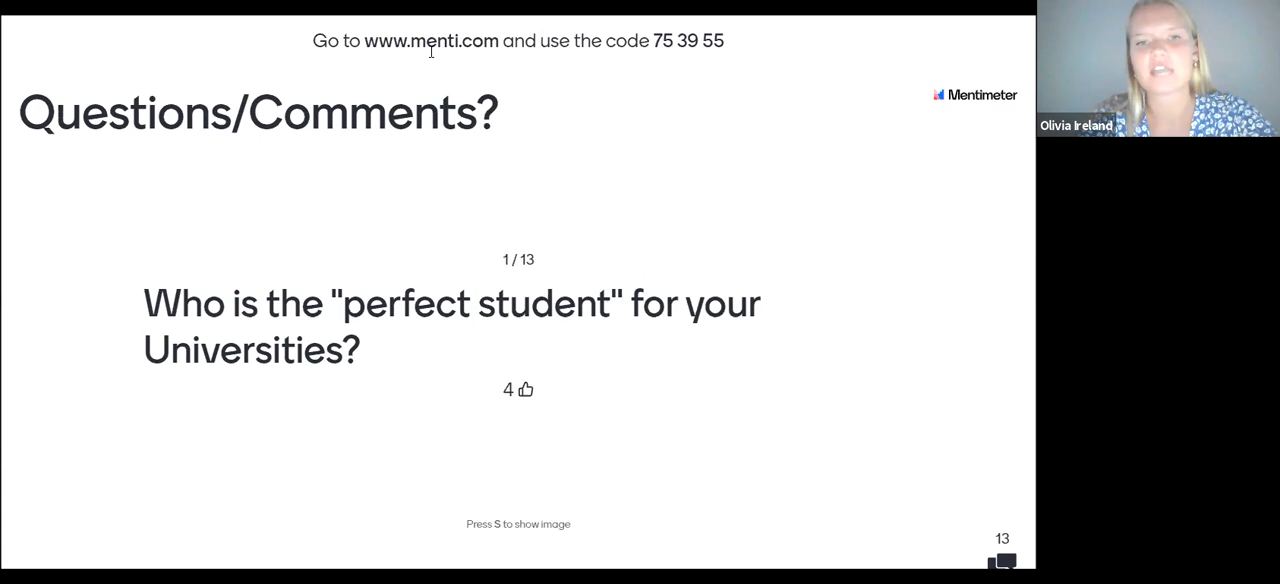 Go to www.menti.com and use the code 75 39 55
Questions/Comments?
Mentimeter
Olivia Ireland
1 / 13
Who is the "perfect student" for your
Universities?
4
Press S to show image
13